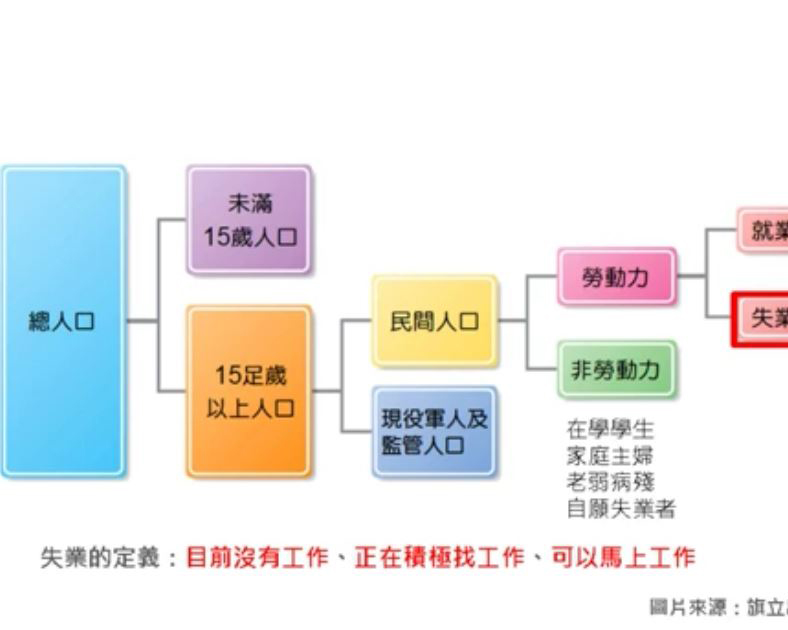 總人口
未滿
15歲人口
15足歲
以上人口
民間人口
現役軍人及
監管人口
勞動力
非勞動力
在學學生
家庭主婦
老弱病殘
自願失業者
就業
失業
失業的定義：目前沒有工作、正在積極找工作、可以馬上工作
圖片來源：旗立